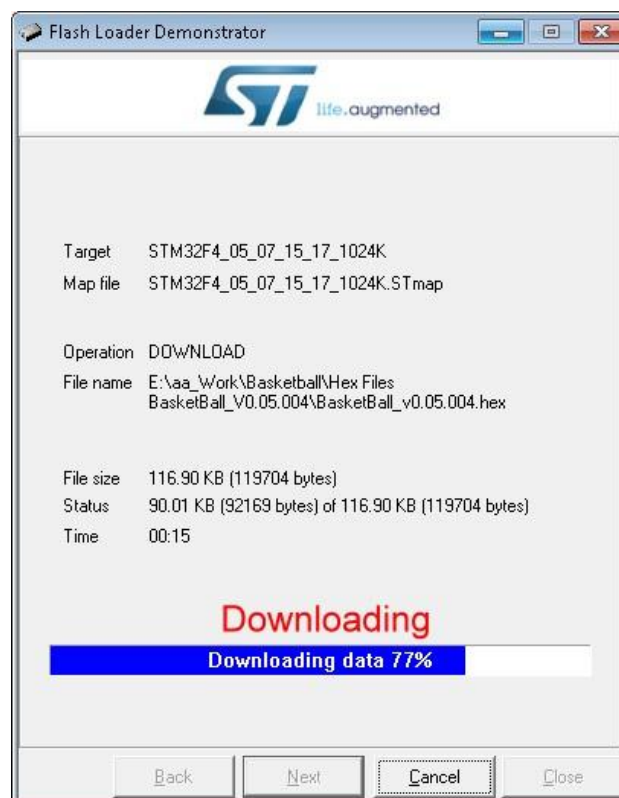 Flash Loader Demonstrator
ST life.augmented
Target STM32F4_05_07_15_17_1024K
Map file STM32F4_05_07_15_17_1024K.STmap
Operation DOWNLOAD
File name E:\aa_Work\Basketball\Hex Files
BasketBall_V0.05.004\BasketBall_v0.05.004.hex
File size 116.90 KB (119704 bytes)
Status 90.01 KB (92169 bytes) of 116.90 KB (119704 bytes)
Time 00:15
Downloading
Downloading data 77%
Back Next Cancel Close